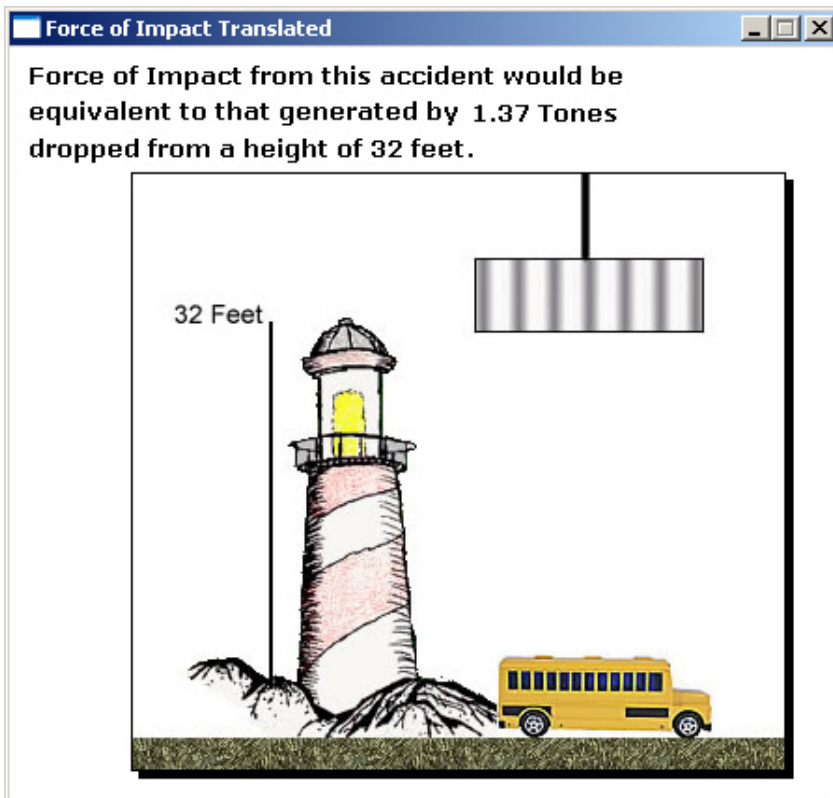 Force of Impact Translated
Force of Impact from this accident would be
equivalent to that generated by 1.37 Tones
dropped from a height of 32 feet.
32 Feet